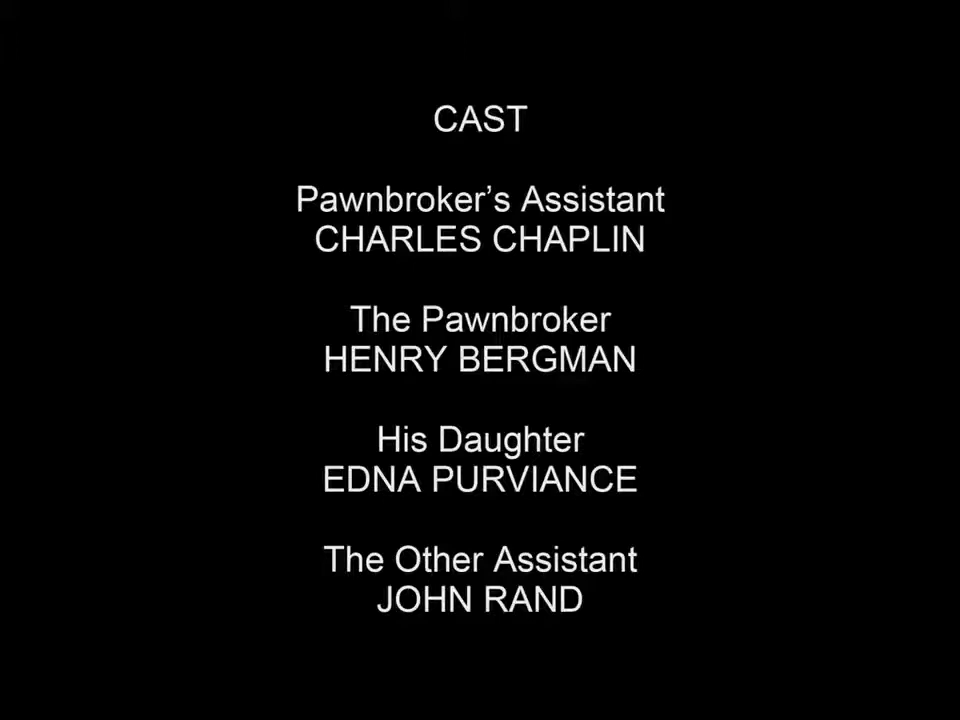 CAST
Pawnbroker’s Assistant
CHARLES CHAPLIN
The Pawnbroker
HENRY BERGMAN
His Daughter
EDNA PURVIANCE
The Other Assistant
JOHN RAND